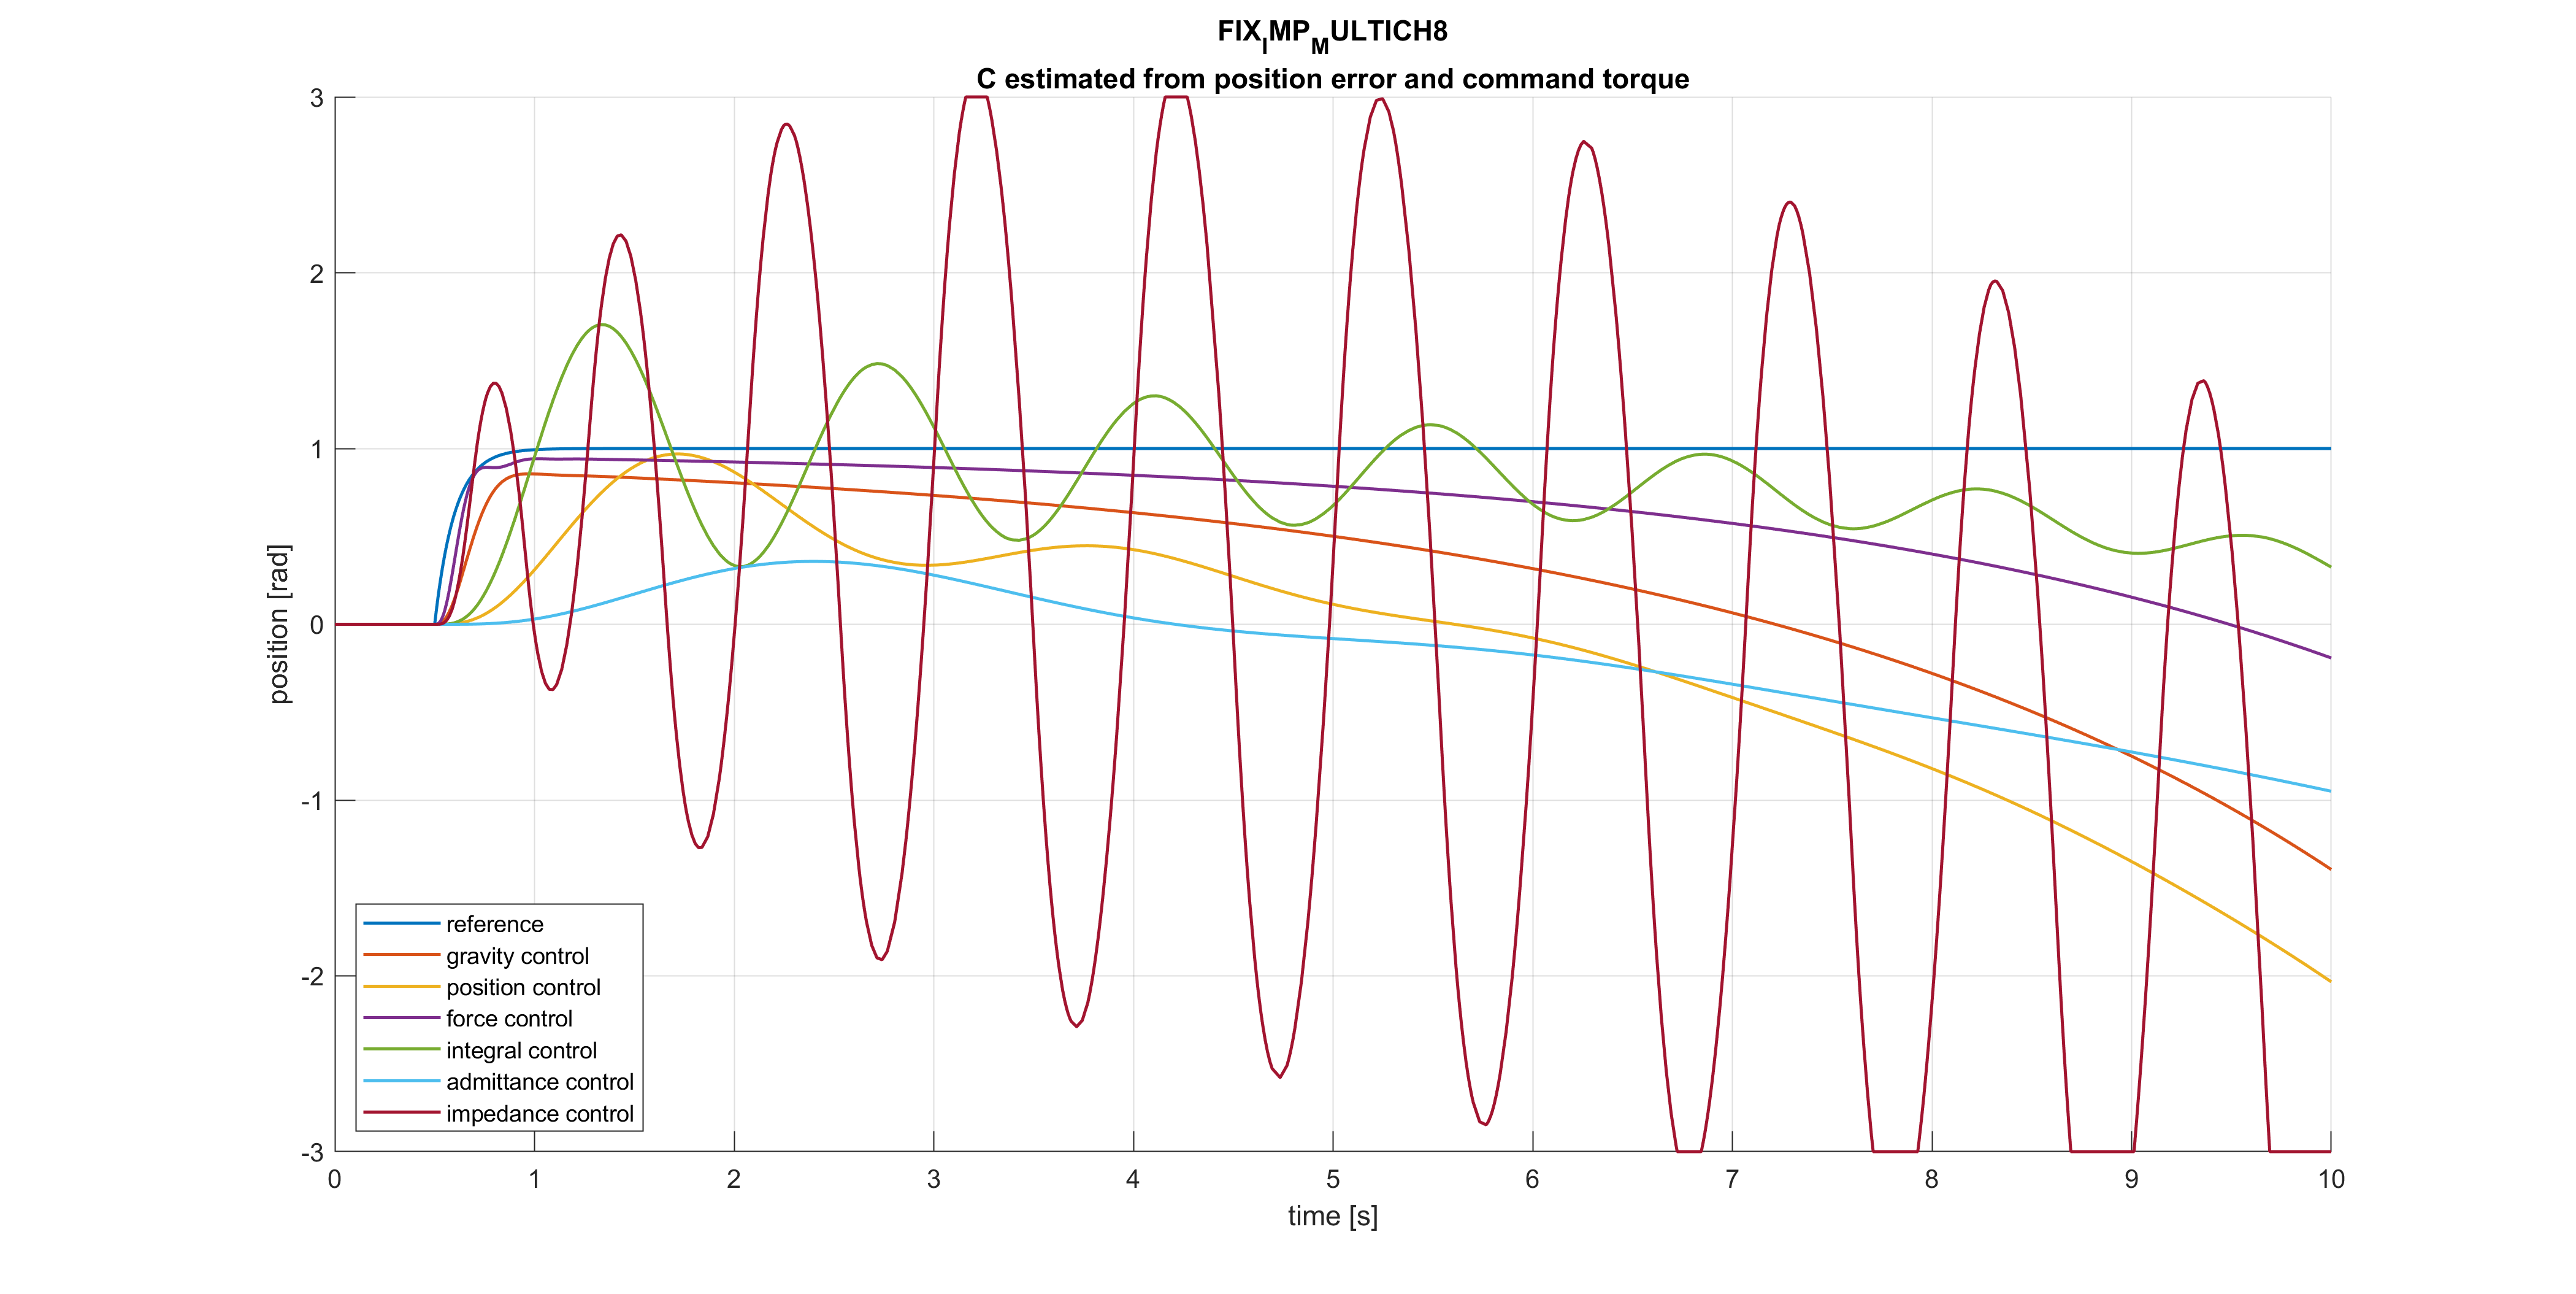 FIXIMPMULTICH8
C estimated from position error and command torque
3
2
1
0
-1
-2
-3
position [rad]
reference
gravity control
position control
force control
integral control
admittance control
impedance control
0 1 2 3 4 5 6 7 8 9 10
time [s]